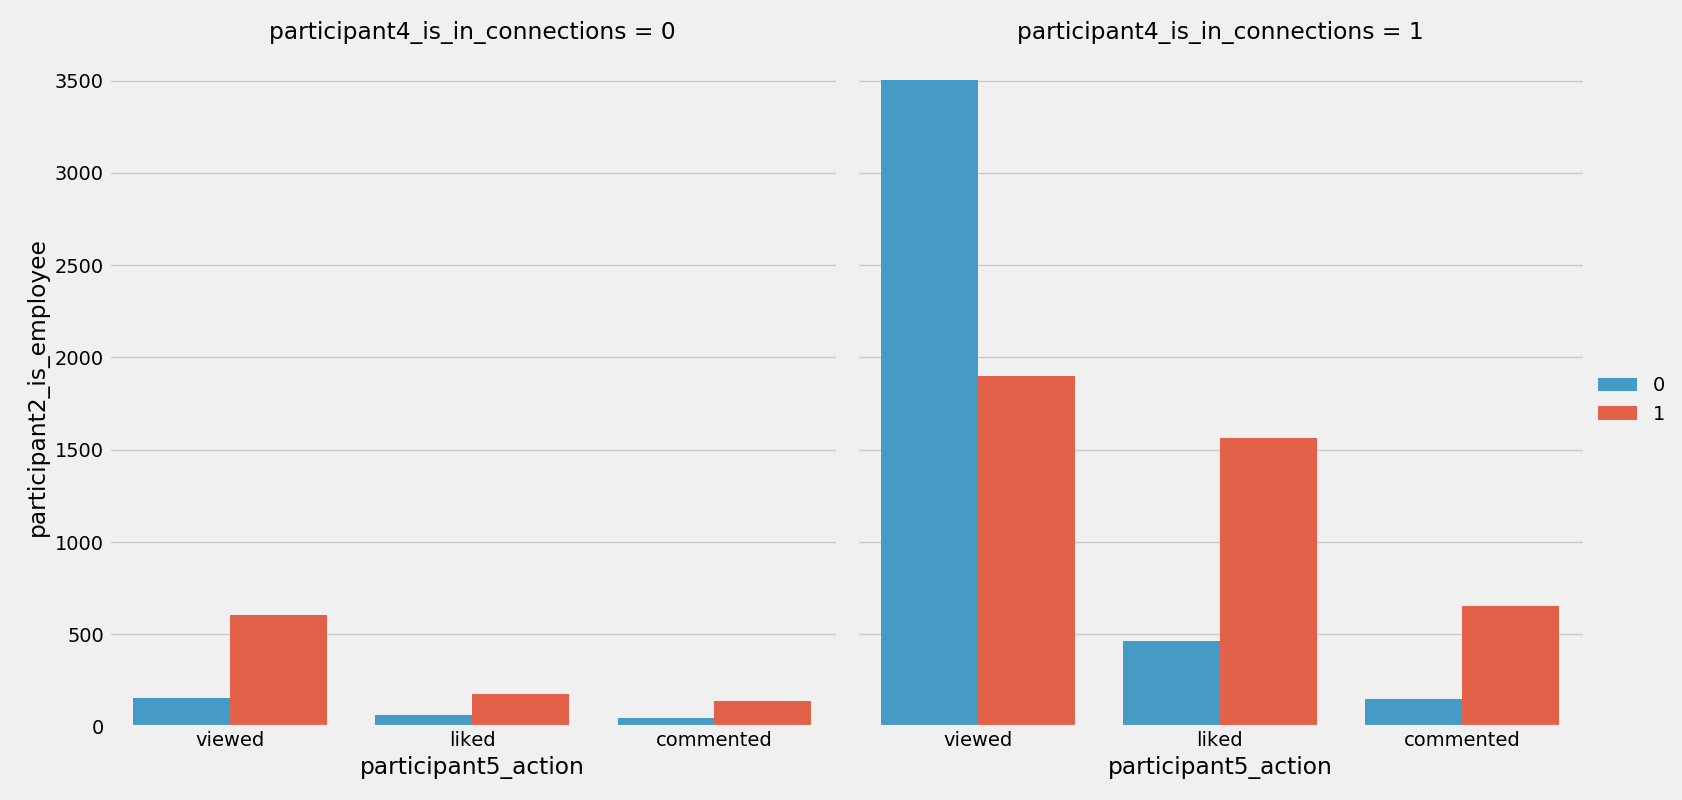 participant4_is_in_connections = 0
participant4_is_in_connections = 1
participant2_is_employee
3500
3000
2500
2000
1500
1000
500
0
viewed
liked
commented
participant5_action
viewed
liked
commented
participant5_action
0
1